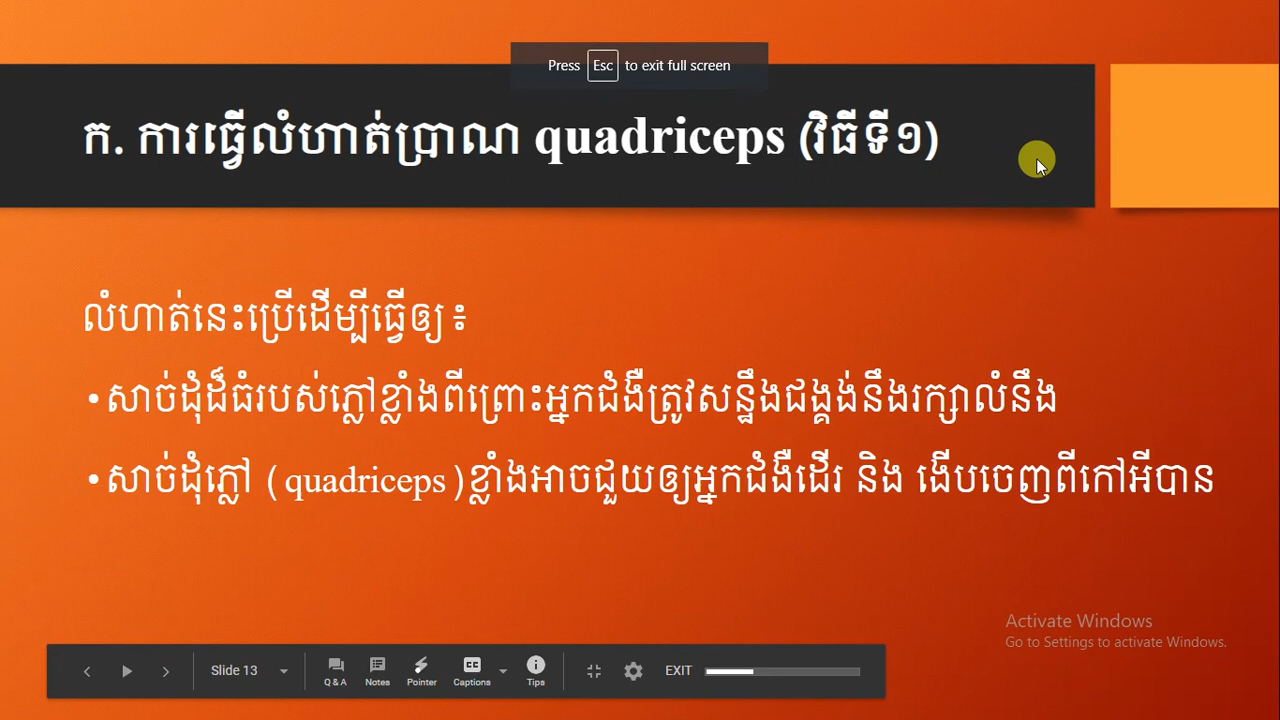 Press Esc to exit full screen
ក. ការធ្វើលំហាត់ប្រាណ quadriceps (វិធីទី១)
លំហាត់នេះប្រើដើម្បីធ្វើឲ្យ ៖
•សាច់ដុំដ៏ធំរបស់ភ្លៅខ្លាំងពីព្រោះអ្នកជំងឺត្រូវសន្ធឹងជង្គង់នឹងរក្សាលំនឹង
•សាច់ដុំភ្លៅ ( quadriceps )ខ្លាំងអាចជួយឲ្យអ្នកជំងឺដើរ និង ងើបចេញពីកៅអីបាន
Activate Windows
Go to Settings to activate Windows.
Slide 13
Q & A Notes Pointer Captions Tips
EXIT